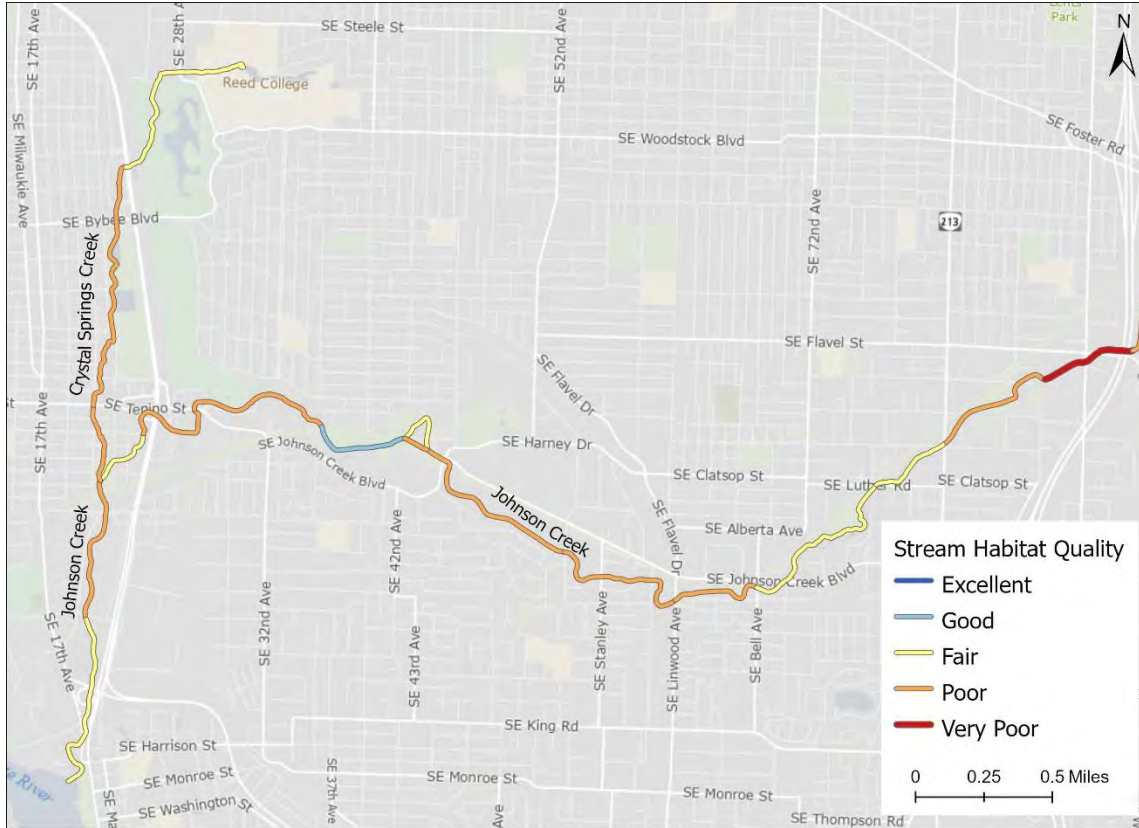 SE 17th Ave
SE 28th A
SE Steele St
SE 52nd Ave
Lents
Park
N
Reed College
SE Milwaukie Ave
SE Woodstock Blvd
SE Foster Rd
SE Bybee Blvd
SE 72nd Ave
213
Crystal Springs Creek
SE Flavel St
SE Flavel Dr
St
SE Tenino St
SE 17th Ave
SE Johnson Creek Blvd
SE Harney Dr
SE Clatsop St
SE Luther Rd
SE Clatsop St
Johnson Creek
SE Flavel Dr
SE Alberta Ave
SE 42nd Ave
Johnson Creek
SE Johnson Creek Blvd
SE 17th Ave
SE 32nd Ave
SE 43rd Ave
SE Stanley Ave
SE Linwood Ave
SE Bell Ave
Stream Habitat Quality
Excellent
Good
Fair
Poor
Very Poor
0 0.25 0.5 Miles
SE King Rd
SE Harrison St
SE Monroe St
SE Washington St
SE 37th Ave
SE Monroe St
SE Monroe St
SE Thompson Rd
River
SE Ma
Ave